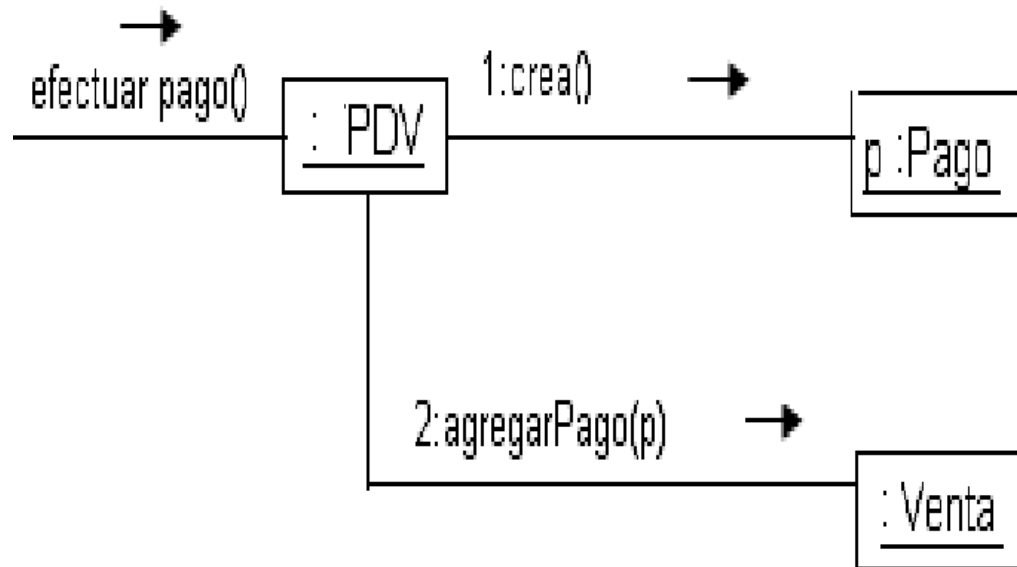 efectuar pago()
1:crea()
: PDV
p :Pago
2:agregarPago(p)
: Venta